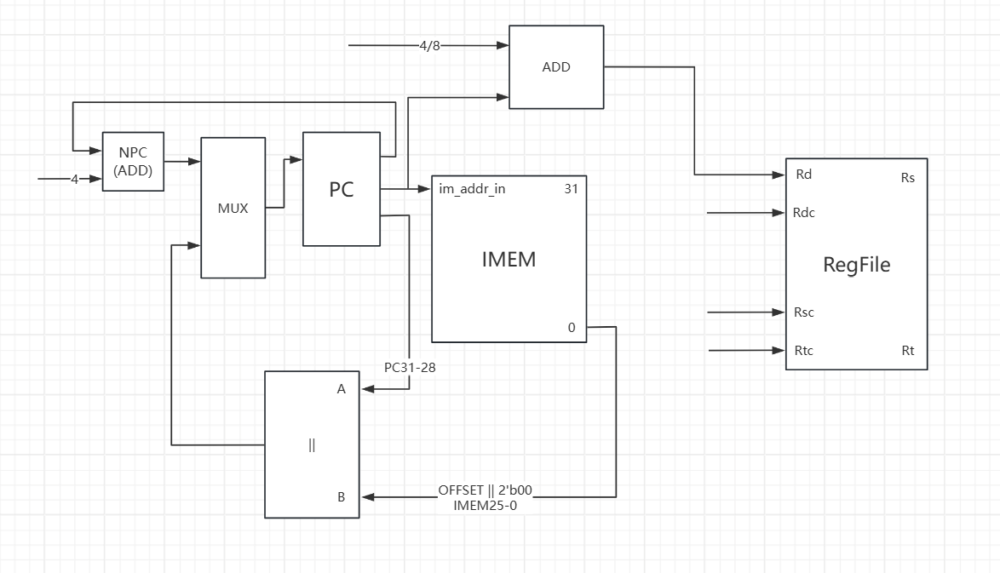 4/8
ADD
NPC
(ADD)
4
MUX
PC
im_addr_in
31
IMEM
0
Rd
Rs
Rdc
RegFile
Rsc
Rtc
Rt
PC31-28
A
||
B
OFFSET || 2'b00
IMEM25-0